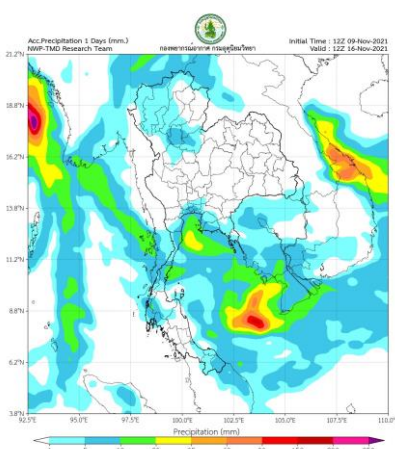 Acc.Precipitation 1 Days (mm.)
NWP-TMD Research Team
กองพยากรณ์อากาศ กรมอุตุนิยมวิทยา
Initial Time : 12Z 09-Nov-2021
Valid : 12Z 16-Nov-2021
21.2°N
18.8°N
16.2°N
13.8°N
11.2°N
8.8°N
6.2°N
3.8°N
92.5°E 95.0°E 97.5°E 100.0°E 102.5°E 105.0°E 107.5°E 110.0°E
Precipitation (mm)